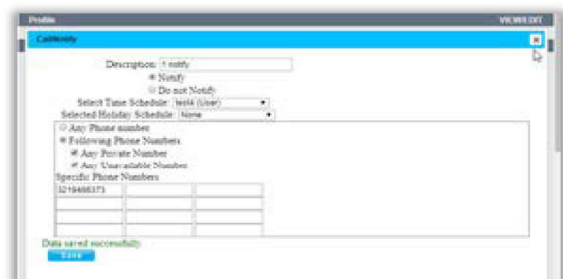 Profile VIEW/EDIT
CallNotify
Description: 1 notify
Notify
Do not Notify
Select Time Schedule: test4 (User)
Selected Holiday Schedule: None
Any Phone number
Following Phone Numbers
Any Private Number
Any Unavailable Number
Specific Phone Numbers
3219486373
Data saved successfully
Save